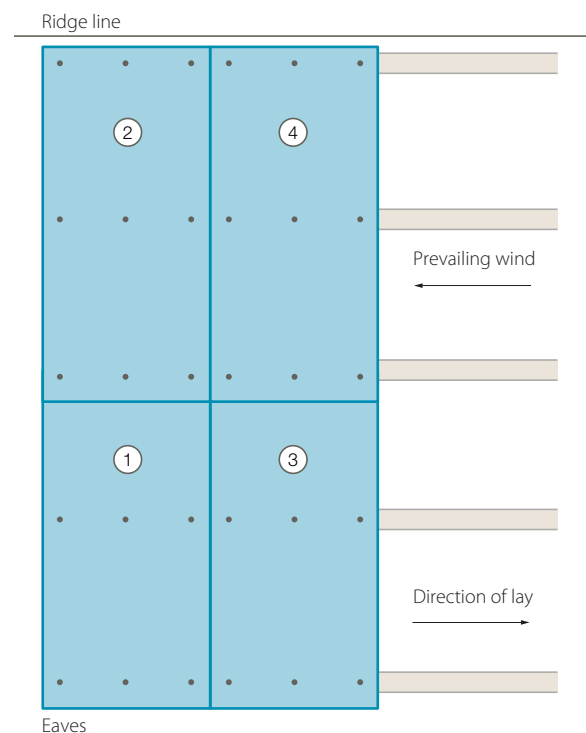 Ridge line
2
4
Prevailing wind
1
3
Direction of lay
Eaves